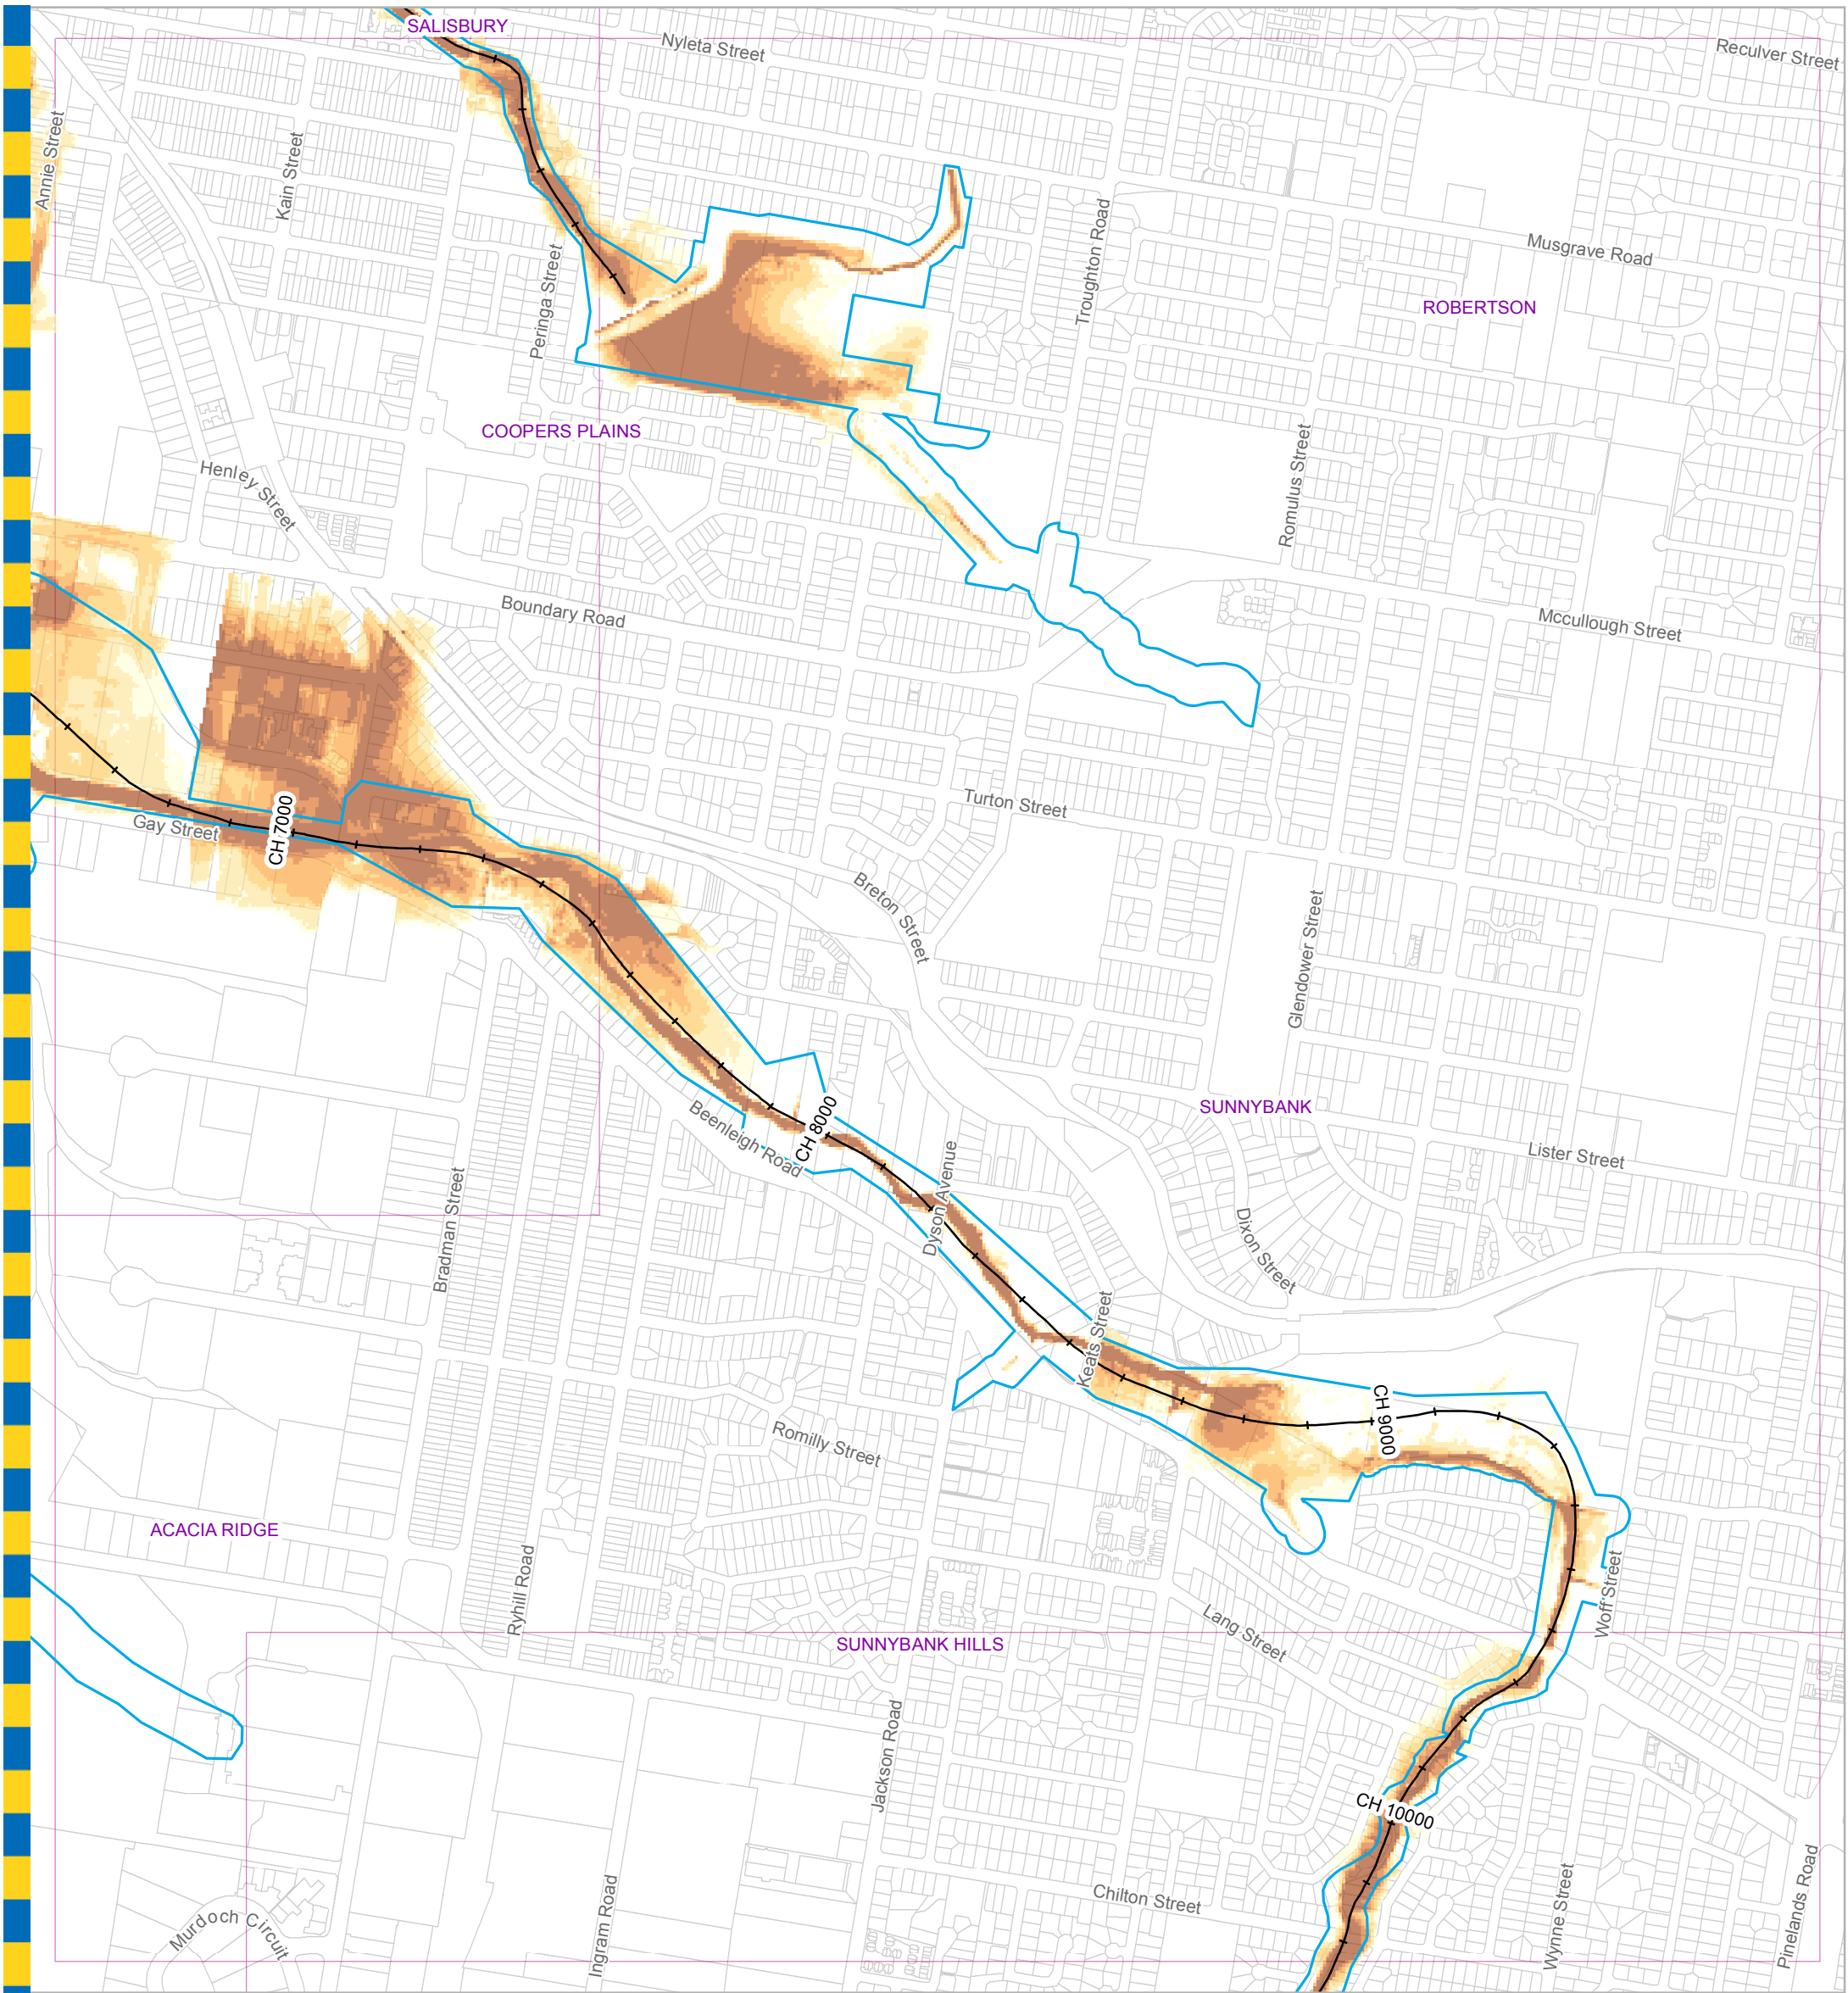 SALISBURY
Nyleta Street
Reculver Street
Annie Street
Kain Street
Peringa Street
Troughton Road
Musgrave Road
ROBERTSON
COOPERS PLAINS
Henley Street
Romulus Street
Boundary Road
Mccullough Street
Gay Street
CH 7000
Turton Street
Breton Street
Glendower Street
CH 8000
Beenleigh Road
SUNNYBANK
Lister Street
Bradman Street
Dyson Avenue
Dixon Street
Keats Street
CH 9000
Romilly Street
ACACIA RIDGE
Ryhill Road
Woff Street
Lang Street
SUNNYBANK HILLS
Jackson Road
CH 10000
Chilton Street
Murdoch Circuit
Ingram Road
Wynne Street
Pinelands Road